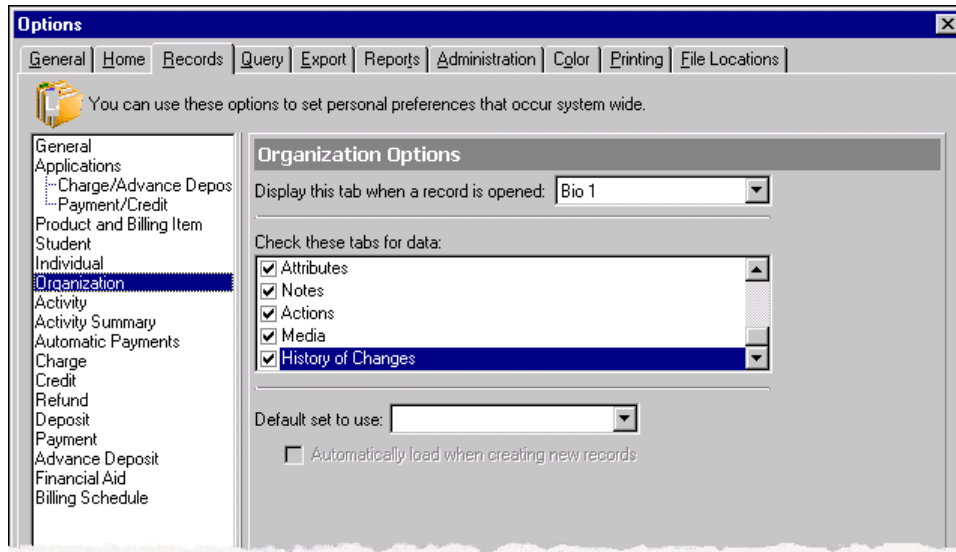 Options
General Home Records Query Export Reports Administration Color Printing File Locations
You can use these options to set personal preferences that occur system wide.
General
Applications
Charge/Advance Depos
Payment/Credit
Product and Billing Item
Student
Individual
Organization
Activity
Activity Summary
Automatic Payments
Charge
Credit
Refund
Deposit
Payment
Advance Deposit
Financial Aid
Billing Schedule
Organization Options
Display this tab when a record is opened: Bio 1
Check these tabs for data:
Attributes
Notes
Actions
Media
History of Changes
Default set to use:
Automatically load when creating new records